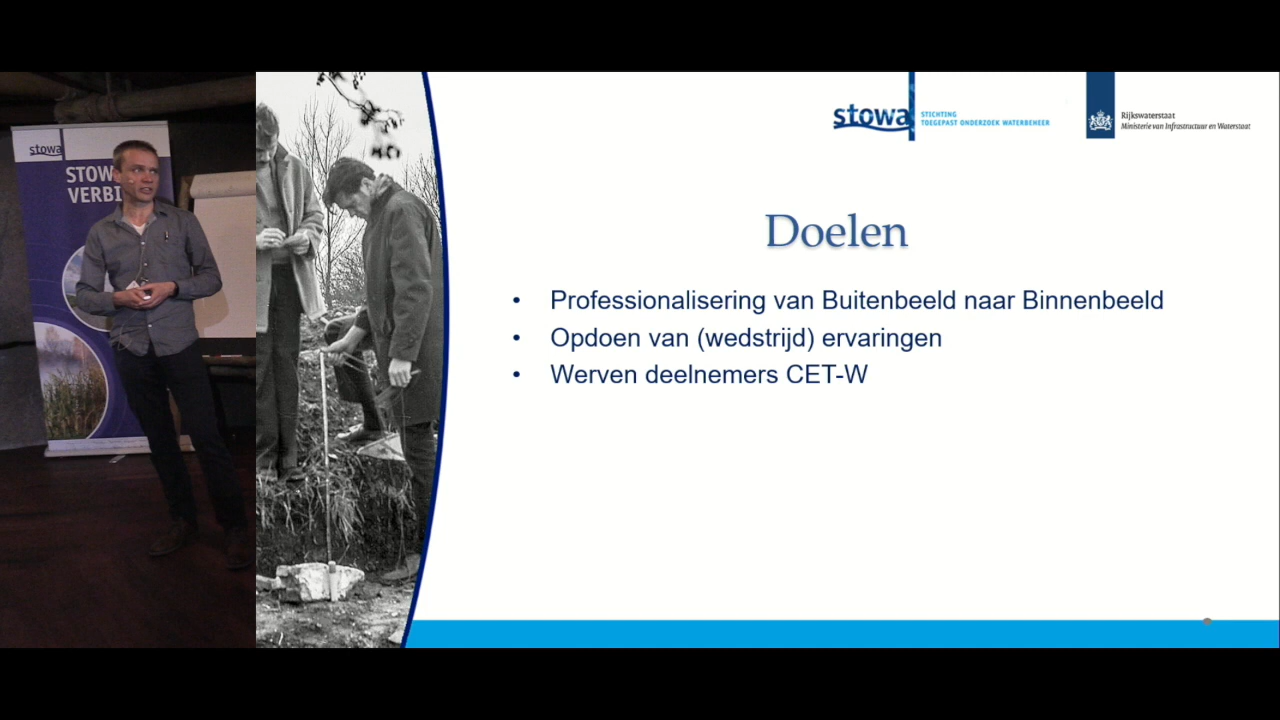 stowa
STOW
VERBI
stowa
STICHTING
TOEGEPAST ONDERZOEK WATERBEHEER
Rijkswaterstaat
Ministerie van Infrastructuur en Waterstaat
Doelen
• Professionalisering van Buitenbeeld naar Binnenbeeld
• Opdoen van (wedstrijd) ervaringen
• Werven deelnemers CET-W